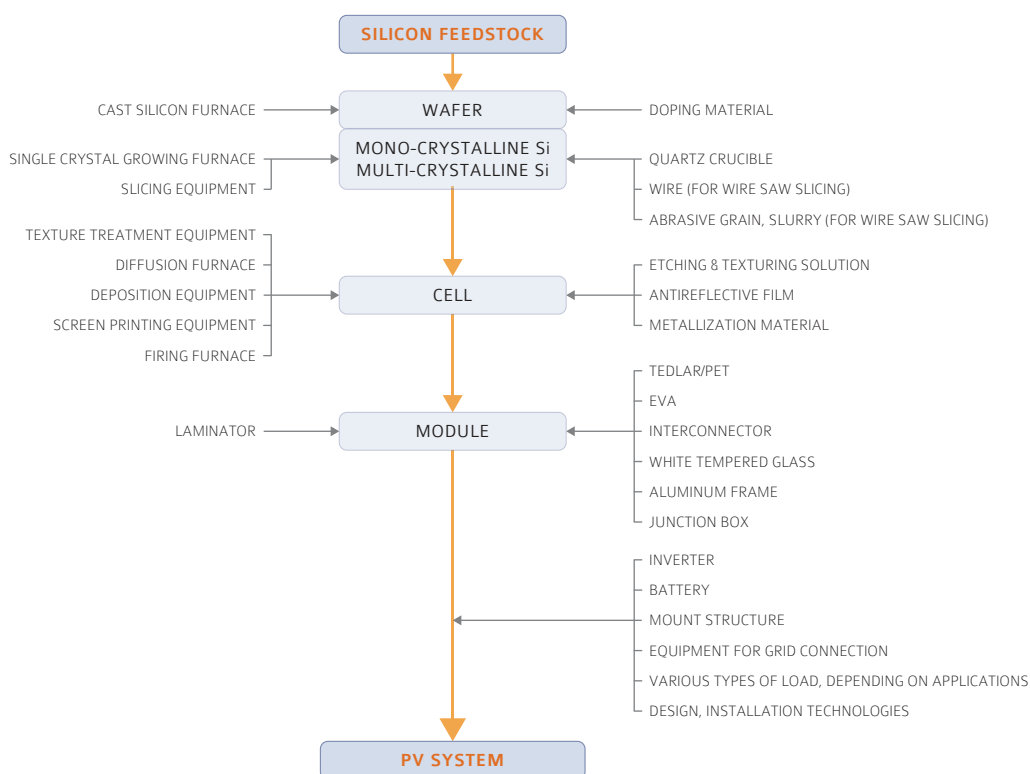 SILICON FEEDSTOCK
CAST SILICON FURNACE
WAFER
DOPING MATERIAL
SINGLE CRYSTAL GROWING FURNACE
SLICING EQUIPMENT
MONO-CRYSTALLINE Si
MULTI-CRYSTALLINE Si
QUARTZ CRUCIBLE
WIRE (FOR WIRE SAW SLICING)
ABRASIVE GRAIN, SLURRY (FOR WIRE SAW SLICING)
TEXTURE TREATMENT EQUIPMENT
DIFFUSION FURNACE
DEPOSITION EQUIPMENT
SCREEN PRINTING EQUIPMENT
FIRING FURNACE
CELL
ETCHING & TEXTURING SOLUTION
ANTIREFLECTIVE FILM
METALLIZATION MATERIAL
LAMINATOR
MODULE
TEDLAR/PET
EVA
INTERCONNECTOR
WHITE TEMPERED GLASS
ALUMINUM FRAME
JUNCTION BOX
INVERTER
BATTERY
MOUNT STRUCTURE
EQUIPMENT FOR GRID CONNECTION
VARIOUS TYPES OF LOAD, DEPENDING ON APPLICATIONS
DESIGN, INSTALLATION TECHNOLOGIES
PV SYSTEM